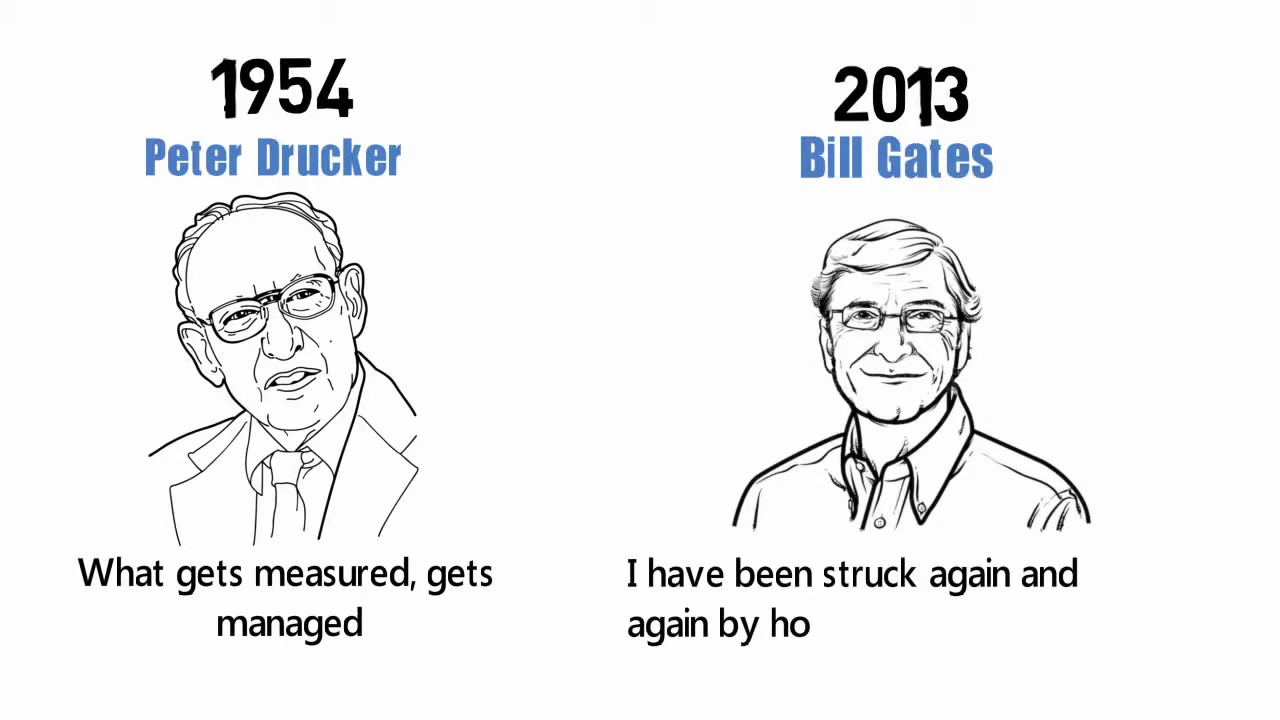 1954
Peter Drucker
What gets measured, gets
managed
2013
Bill Gates
I have been struck again and
again by ho